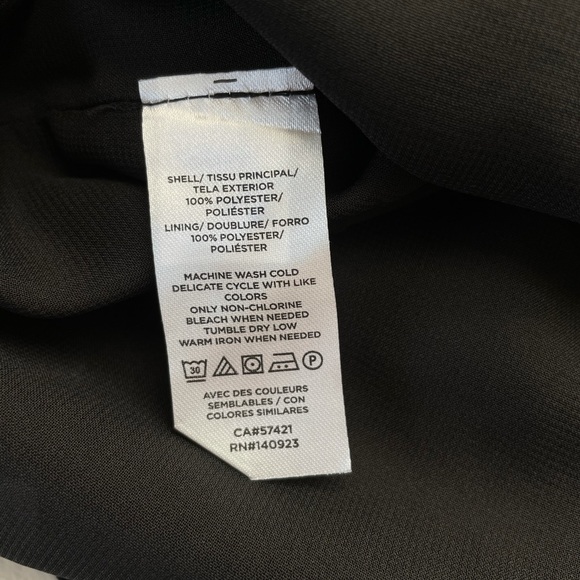 SHELL/ TISSU PRINCIPAL/
TELA EXTERIOR
100% POLYESTER/
POLIÉSTER
LINING/ DOUBLURE/ FORRO
100% POLYESTER/
POLIÉSTER
MACHINE WASH COLD
DELICATE CYCLE WITH LIKE
COLORS
ONLY NON-CHLORINE
BLEACH WHEN NEEDED
TUMBLE DRY LOW
WARM IRON WHEN NEEDED
30 P
AVEC DES COULEURS
SEMBLABLES / CON
COLORES SIMILARES
CA#57421
RN#140923